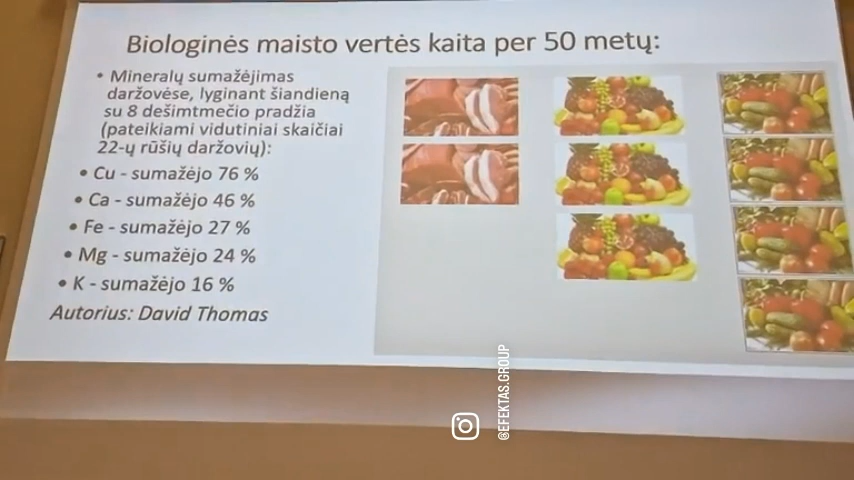 Biologinės maisto vertės kaita per 50 metų:
• Mineralų sumažėjimas
daržovėse, lyginant šiandieną
su 8 dešimtmečio pradžia
(pateikiami vidutiniai skaičiai
22-ų rūšių daržovių):
• Cu - sumažėjo 76 %
• Ca - sumažėjo 46 %
• Fe - sumažėjo 27 %
• Mg - sumažėjo 24 %
• K - sumažėjo 16 %
Autorius: David Thomas
@EFEKTAS.GROUP